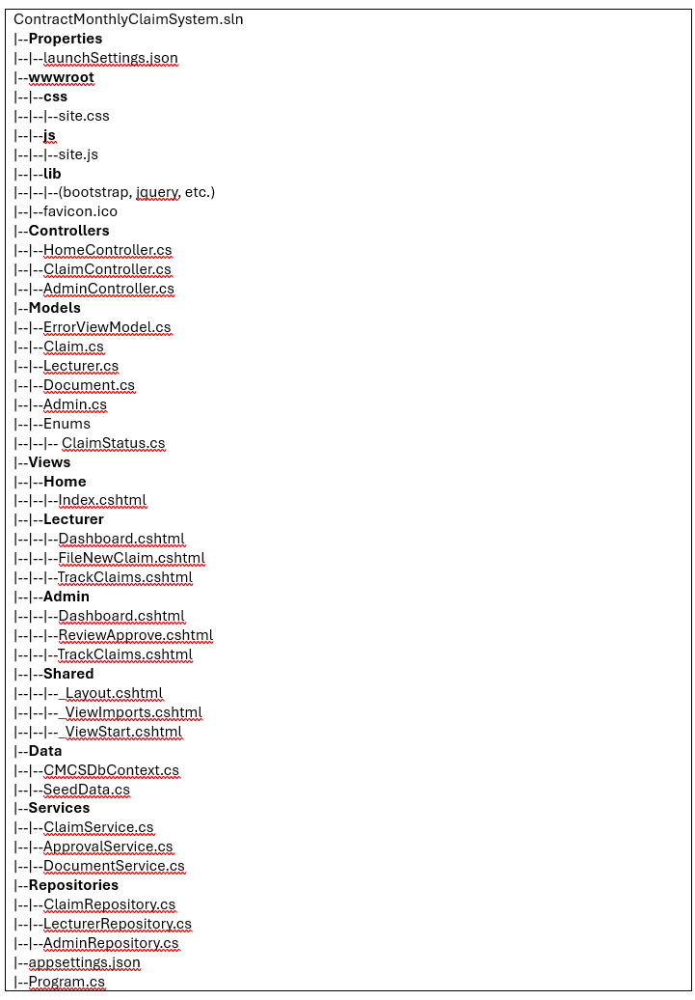 ContractMonthlyClaimSystem.sln
|--Properties
|--|--launchSettings.json
|--wwwroot
|--|--css
|--|--|--site.css
|--|--js
|--|--|--site.js
|--|--lib
|--|--|--(bootstrap, jquery, etc.)
|--|--favicon.ico
|--Controllers
|--|--HomeController.cs
|--|--ClaimController.cs
|--|--AdminController.cs
|--Models
|--|--ErrorViewModel.cs
|--|--Claim.cs
|--|--Lecturer.cs
|--|--Document.cs
|--|--Admin.cs
|--|--Enums
|--|--|-- ClaimStatus.cs
|--Views
|--|--Home
|--|--|--Index.cshtml
|--|--Lecturer
|--|--|--Dashboard.cshtml
|--|--|--FileNewClaim.cshtml
|--|--|--TrackClaims.cshtml
|--|--Admin
|--|--|--Dashboard.cshtml
|--|--|--ReviewApprove.cshtml
|--|--|--TrackClaims.cshtml
|--|--Shared
|--|--|--_Layout.cshtml
|--|--|--_ViewImports.cshtml
|--|--|--_ViewStart.cshtml
|--Data
|--|--CMCSDbContext.cs
|--|--SeedData.cs
|--Services
|--|--ClaimService.cs
|--|--ApprovalService.cs
|--|--DocumentService.cs
|--Repositories
|--|--ClaimRepository.cs
|--|--LecturerRepository.cs
|--|--AdminRepository.cs
|--appsettings.json
|--Program.cs